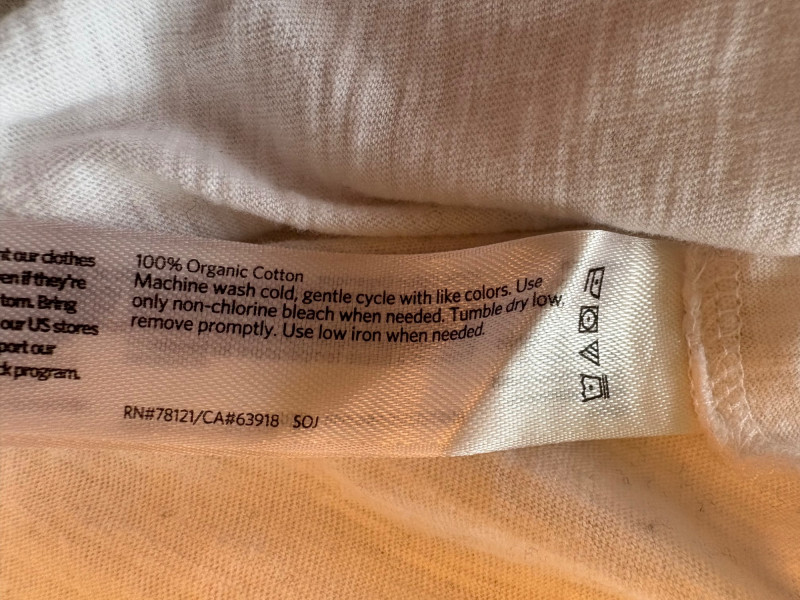 nt our clothes
en if they're
tom. Bring
our US stores
port our
k program.
100% Organic Cotton
Machine wash cold, gentle cycle with like colors. Use
only non-chlorine bleach when needed. Tumble dry low,
remove promptly. Use low iron when needed.
RN#78121/CA#63918 SOJ